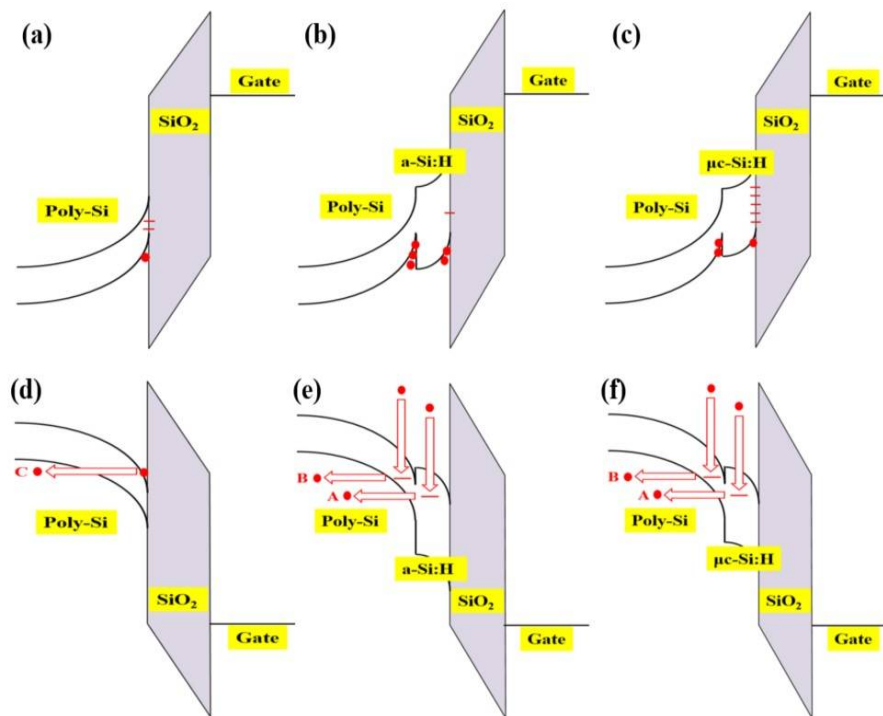 (a)
(b)
(c)
Gate
Gate
Gate
SiO₂
SiO₂
SiO₂
a-Si:H
μc-Si:H
Poly-Si
Poly-Si
Poly-Si
(d)
(e)
(f)
C
B
B
A
A
Poly-Si
Poly-Si
Poly-Si
a-Si:H
μc-Si:H
SiO₂
SiO₂
SiO₂
Gate
Gate
Gate